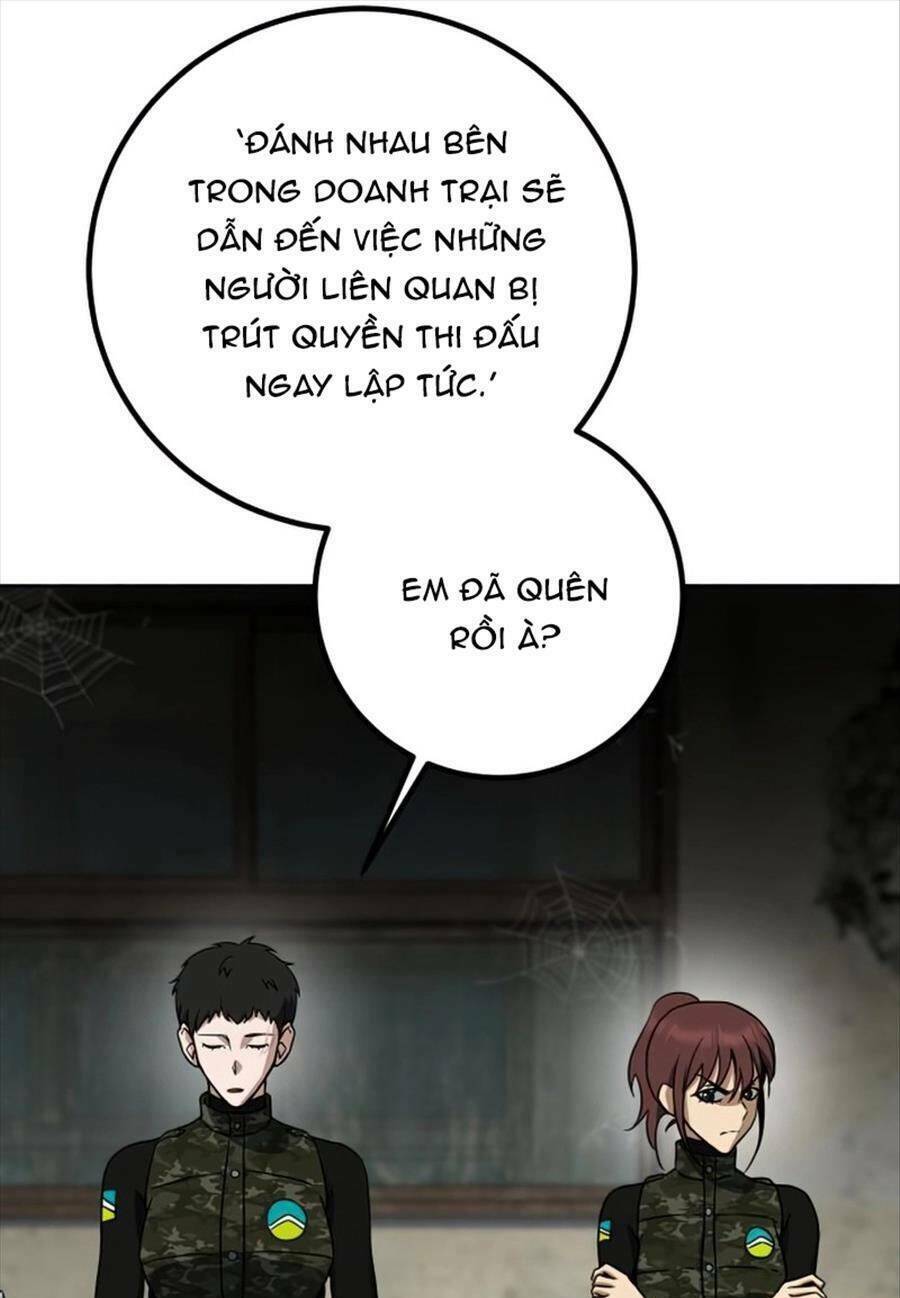 ‘ĐÁNH NHAU BÊN
TRONG DOANH TRẠI SẼ
DẪN ĐẾN VIỆC NHỮNG
NGƯỜI LIÊN QUAN BỊ
TRÚT QUYỀN THI ĐẤU
NGAY LẬP TỨC.’
EM ĐÃ QUÊN
RỒI À?